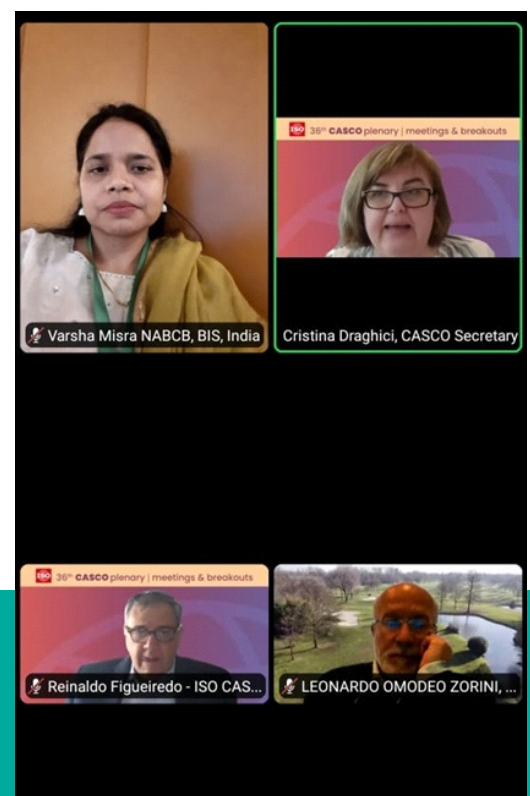 ISO 36th CASCO plenary | meetings & breakouts
Varsha Misra NABCB, BIS, India
Cristina Draghici, CASCO Secretary
ISO 36th CASCO plenary | meetings & breakouts
Reinaldo Figueiredo - ISO CAS...
LEONARDO OMODEO ZORINI, ...